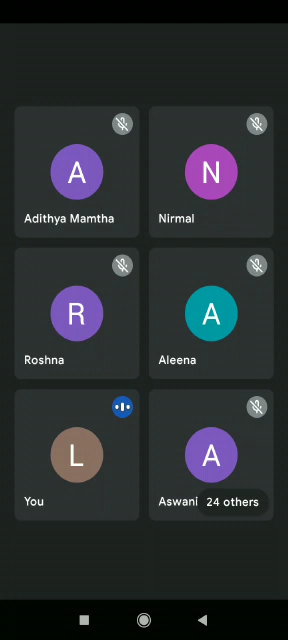 A
N
Adithya Mamtha
Nirmal
R
A
Roshna
Aleena
L
A
You
Aswani
24 others